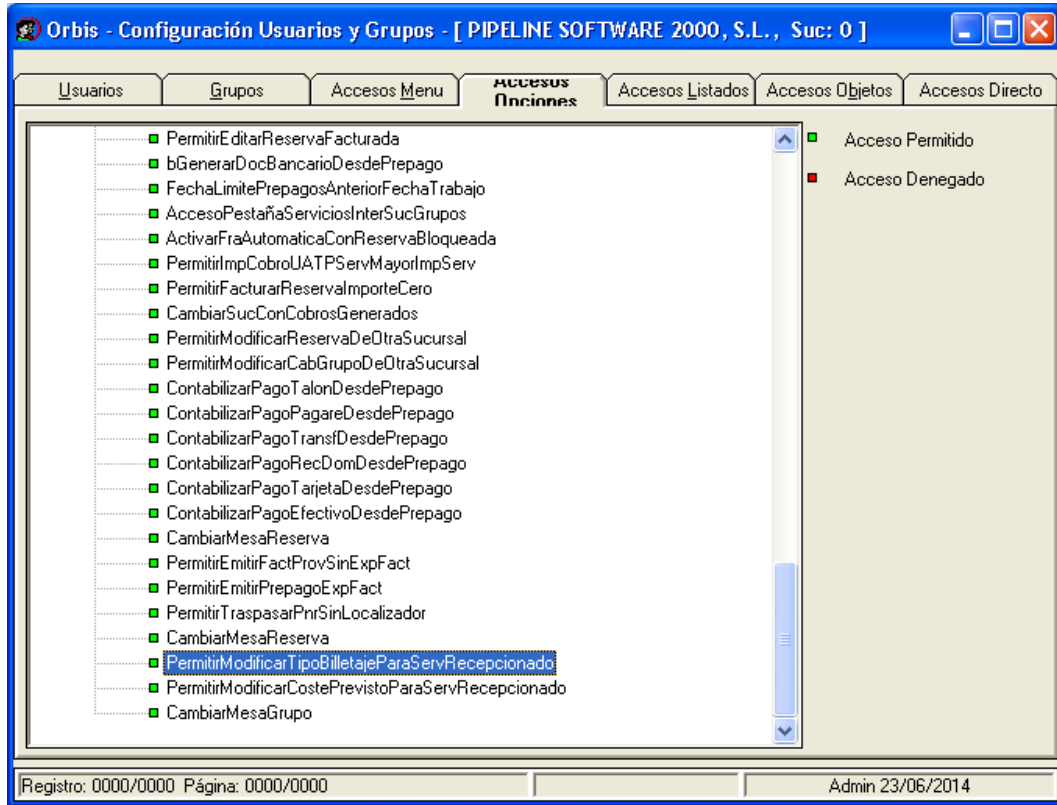 Orbis - Configuración Usuarios y Grupos - [ PIPELINE SOFTWARE 2000, S.L., Suc: 0 ]
Usuarios Grupos Accesos Menu Accesos Opciones Accesos Listados Accesos Objetos Accesos Directo
PermitirEditarReservaFacturada
bGenerarDocBancarioDesdePrepago
FechaLimitePrepagosAnteriorFechaTrabajo
AccesoPestañaServiciosInterSucGrupos
ActivarFraAutomaticaConReservaBloqueada
PermitirImpCobroUATPServMayorImpServ
PermitirFacturarReservaImporteCero
CambiarSucConCobrosGenerados
PermitirModificarReservaDeOtraSucursal
PermitirModificarCabGrupoDeOtraSucursal
ContabilizarPagoTalonDesdePrepago
ContabilizarPagoPagareDesdePrepago
ContabilizarPagoTransfDesdePrepago
ContabilizarPagoRecDomDesdePrepago
ContabilizarPagoTarjetaDesdePrepago
ContabilizarPagoEfectivoDesdePrepago
CambiarMesaReserva
PermitirEmitirFactProvSinExpFact
PermitirEmitirPrepagoExpFact
PermitirTraspasarPnrSinLocalizador
CambiarMesaReserva
PermitirModificarTipoBilletajeParaServRecepcionado
PermitirModificarCostePrevistoParaServRecepcionado
CambiarMesaGrupo
Acceso Permitido
Acceso Denegado
Registro: 0000/0000 Página: 0000/0000 Admin 23/06/2014